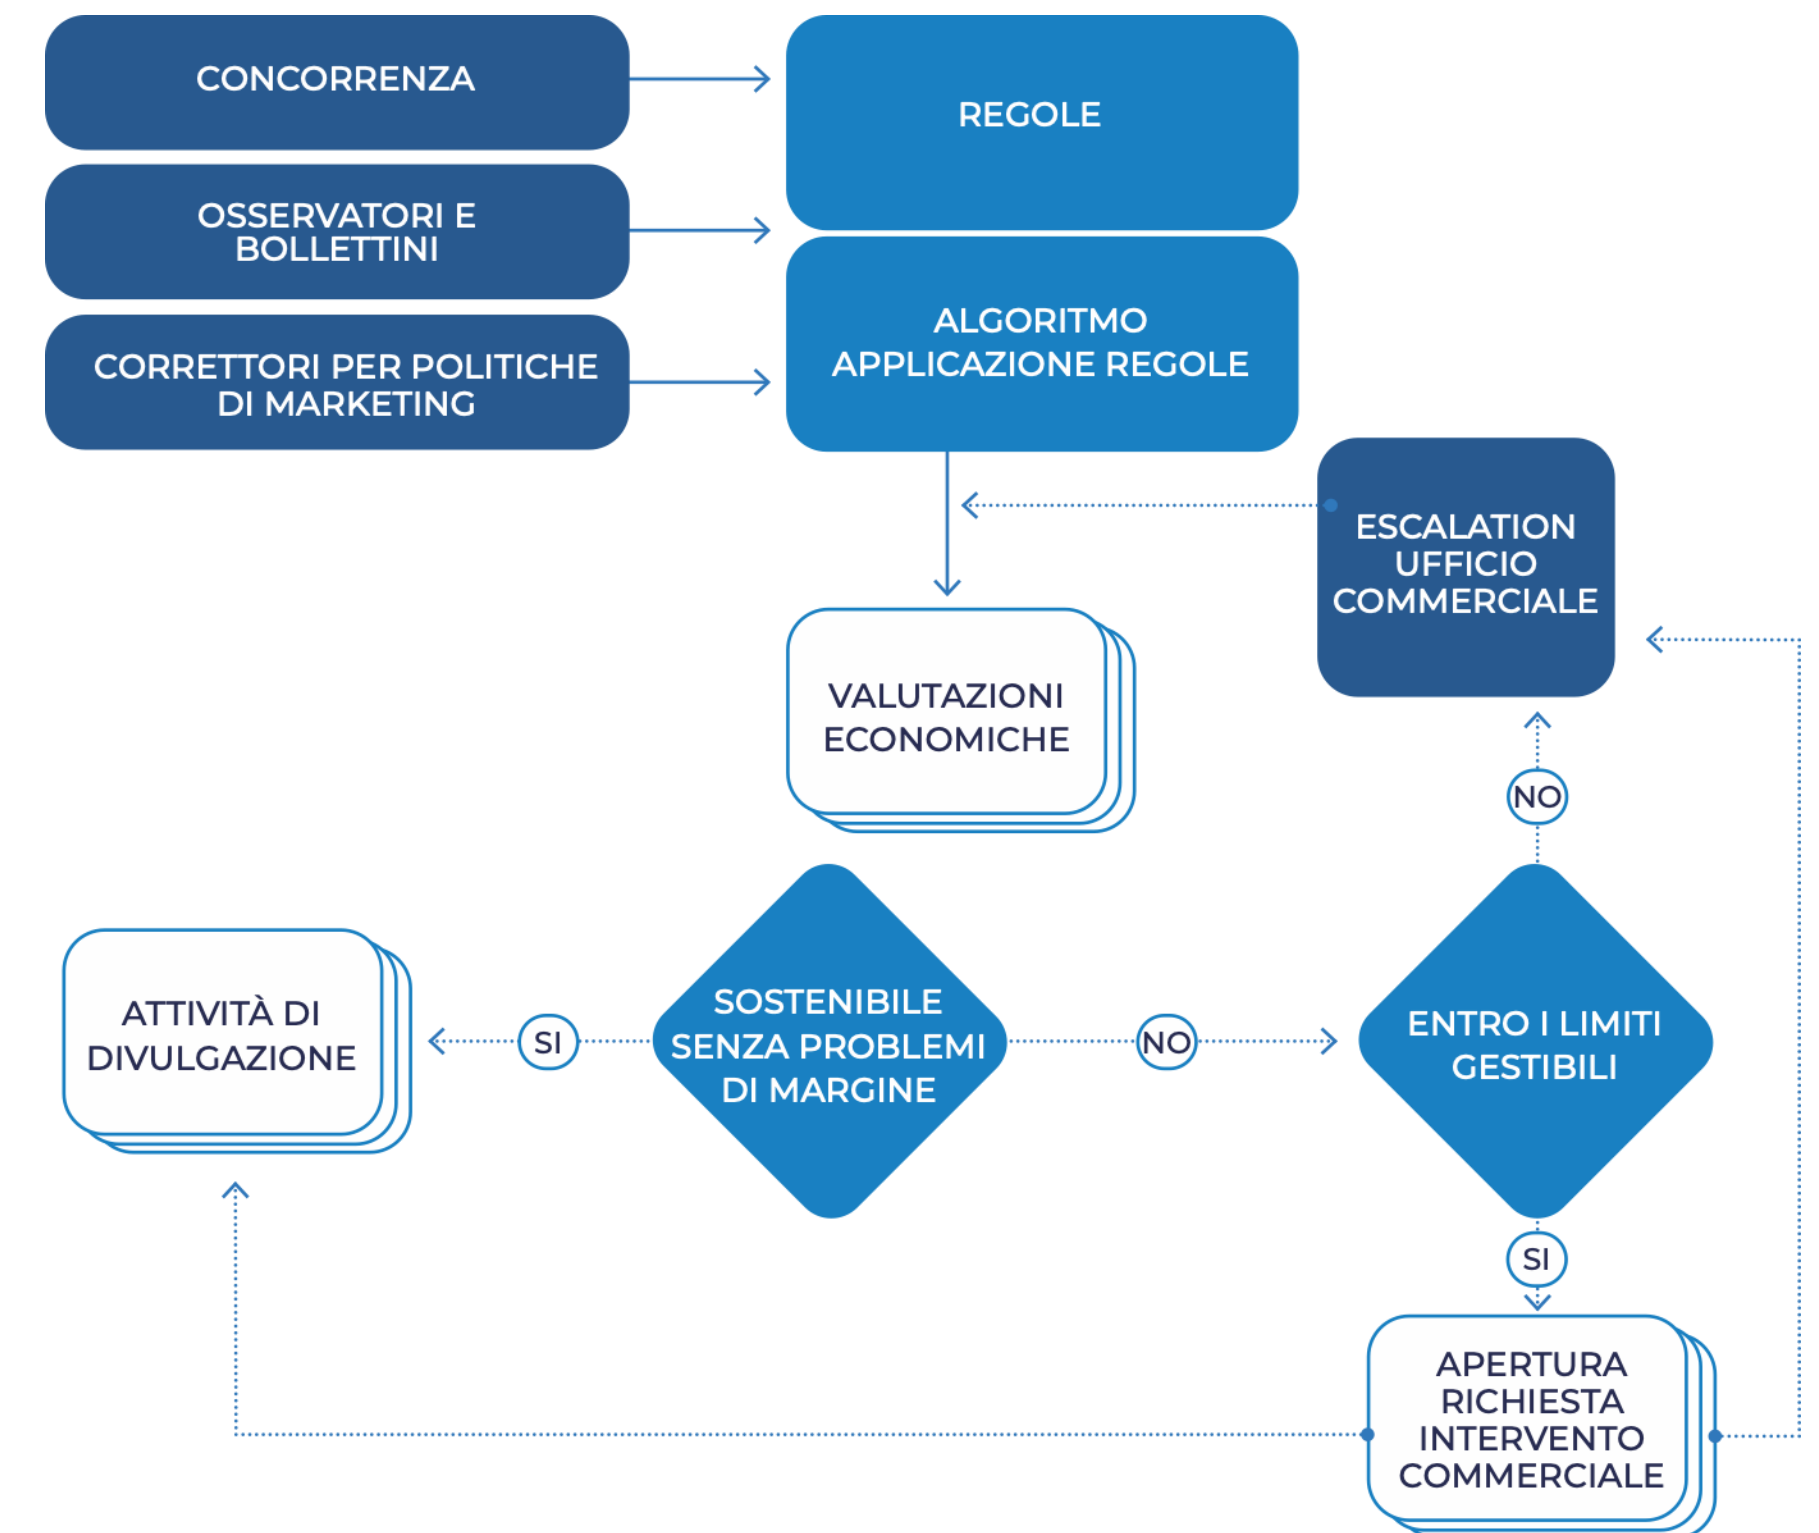 CONCORRENZA
REGOLE
OSSERVATORI E
BOLLETTINI
ALGORITMO
APPLICAZIONE REGOLE
CORRETTORI PER POLITICHE
DI MARKETING
ESCALATION
UFFICIO
COMMERCIALE
VALUTAZIONI
ECONOMICHE
NO
ATTIVITÀ DI
DIVULGAZIONE
SI
SOSTENIBILE
SENZA PROBLEMI
DI MARGINE
NO
ENTRO I LIMITI
GESTIBILI
SI
APERTURA
RICHIESTA
INTERVENTO
COMMERCIALE